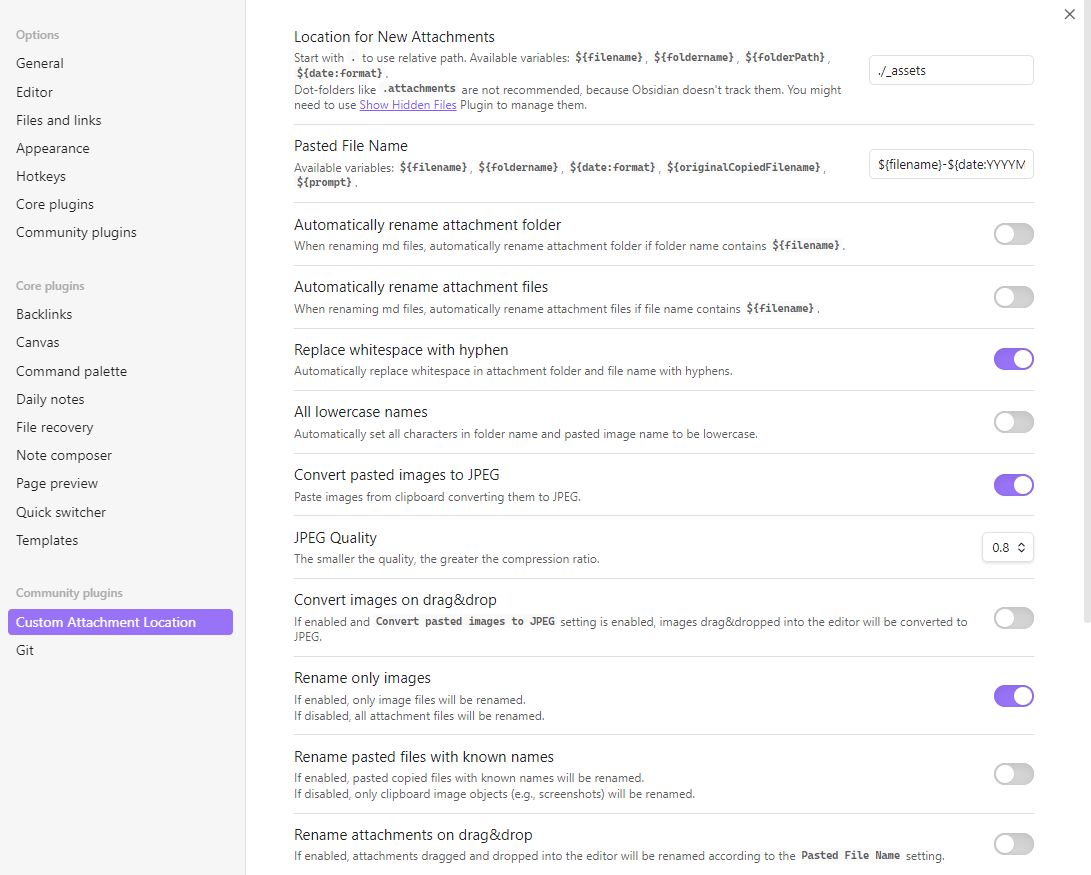 Options
General
Editor
Files and links
Appearance
Hotkeys
Core plugins
Community plugins
Core plugins
Backlinks
Canvas
Command palette
Daily notes
File recovery
Note composer
Page preview
Quick switcher
Templates
Community plugins
Custom Attachment Location
Git
Location for New Attachments
Start with . to use relative path. Available variables: ${filename}, ${foldername}, ${folderPath},
${date:format}.
Dot-folders like .attachments are not recommended, because Obsidian doesn't track them. You might
need to use Show Hidden Files Plugin to manage them.
./_assets
Pasted File Name
Available variables: ${filename}, ${foldername}, ${date:format}, ${originalCopiedFilename},
${prompt}.
${filename}-${date:YYYYM
Automatically rename attachment folder
When renaming md files, automatically rename attachment folder if folder name contains ${filename}.
Automatically rename attachment files
When renaming md files, automatically rename attachment files if file name contains ${filename}.
Replace whitespace with hyphen
Automatically replace whitespace in attachment folder and file name with hyphens.
All lowercase names
Automatically set all characters in folder name and pasted image name to be lowercase.
Convert pasted images to JPEG
Paste images from clipboard converting them to JPEG.
JPEG Quality
The smaller the quality, the greater the compression ratio.
0.8
Convert images on drag&drop
If enabled and Convert pasted images to JPEG setting is enabled, images drag&dropped into the editor will be converted to
JPEG.
Rename only images
If enabled, only image files will be renamed.
If disabled, all attachment files will be renamed.
Rename pasted files with known names
If enabled, pasted copied files with known names will be renamed.
If disabled, only clipboard image objects (e.g., screenshots) will be renamed.
Rename attachments on drag&drop
If enabled, attachments dragged and dropped into the editor will be renamed according to the Pasted File Name setting.